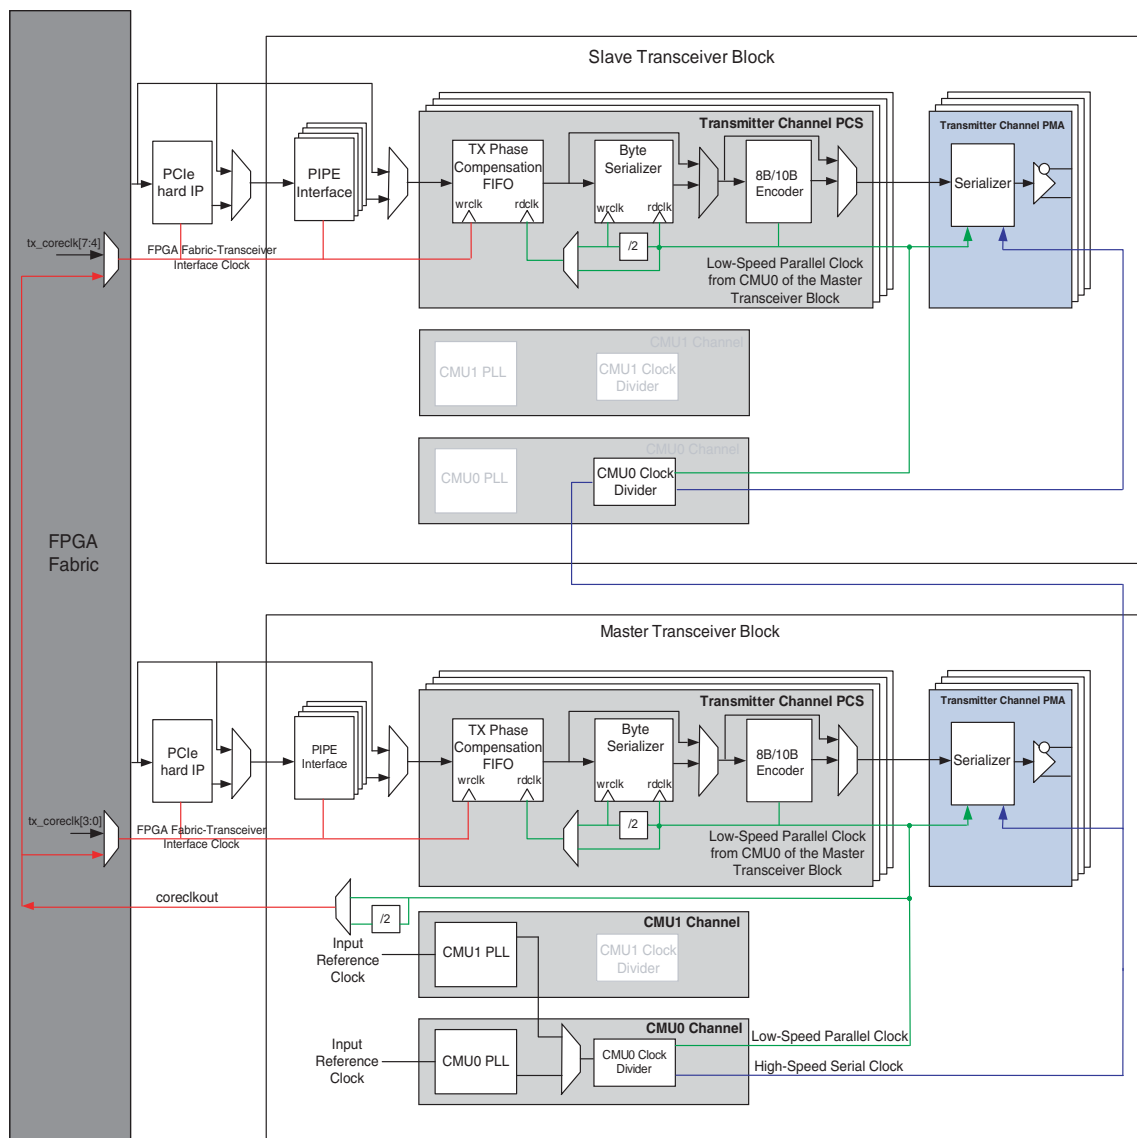 Slave Transceiver Block
Transmitter Channel PCS
Transmitter Channel PMA
PCIe
hard IP
PIPE
Interface
TX Phase
Compensation
FIFO
wrclk
rdclk
Byte
Serializer
wrclk
rdclk
/2
8B/10B
Encoder
Serializer
tx_coreclk[7:4]
FPGA Fabric-Transceiver
Interface Clock
Low-Speed Parallel Clock
from CMU0 of the Master
Transceiver Block
CMU1 Channel
CMU1 PLL
CMU1 Clock
Divider
CMU0 Channel
CMU0 PLL
CMU0 Clock
Divider
FPGA
Fabric
Master Transceiver Block
Transmitter Channel PCS
Transmitter Channel PMA
PCIe
hard IP
PIPE
Interface
TX Phase
Compensation
FIFO
wrclk
rdclk
Byte
Serializer
wrclk
rdclk
/2
8B/10B
Encoder
Serializer
tx_coreclk[3:0]
FPGA Fabric-Transceiver
Interface Clock
Low-Speed Parallel Clock
from CMU0 of the Master
Transceiver Block
coreclkout
/2
Input
Reference
Clock
CMU1 Channel
CMU1 PLL
CMU1 Clock
Divider
Input
Reference
Clock
CMU0 Channel
CMU0 PLL
CMU0 Clock
Divider
Low-Speed Parallel Clock
High-Speed Serial Clock